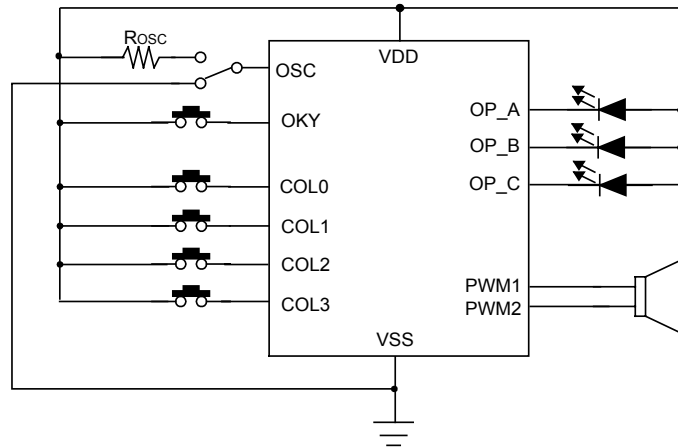 ROSC
VDD
OSC
OKY
OP_A
OP_B
OP_C
COL0
COL1
COL2
COL3
PWM1
PWM2
VSS